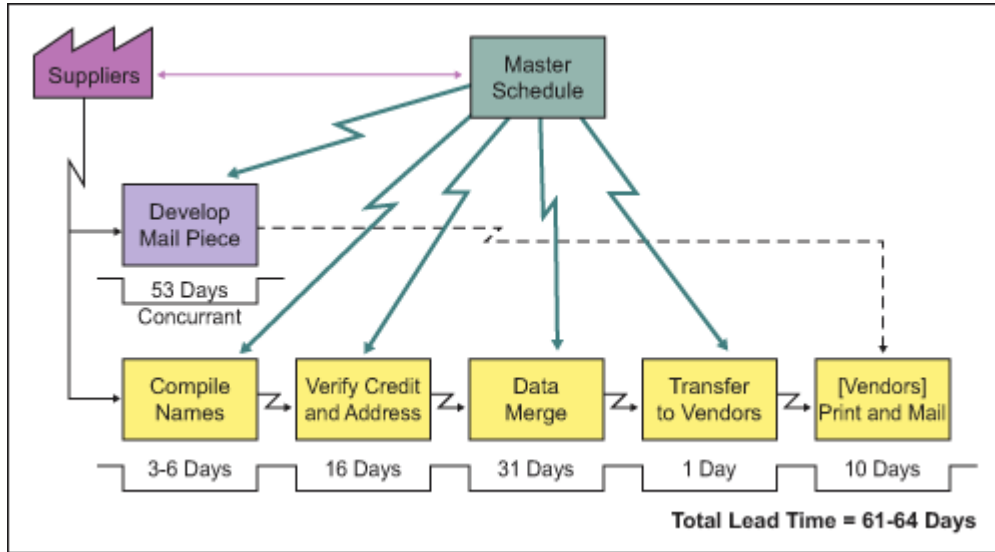 Suppliers
Master
Schedule
Develop
Mail Piece
53 Days
Concurrant
Compile
Names
Verify Credit
and Address
Data
Merge
Transfer
to Vendors
[Vendors]
Print and Mail
3-6 Days
16 Days
31 Days
1 Day
10 Days
Total Lead Time = 61-64 Days